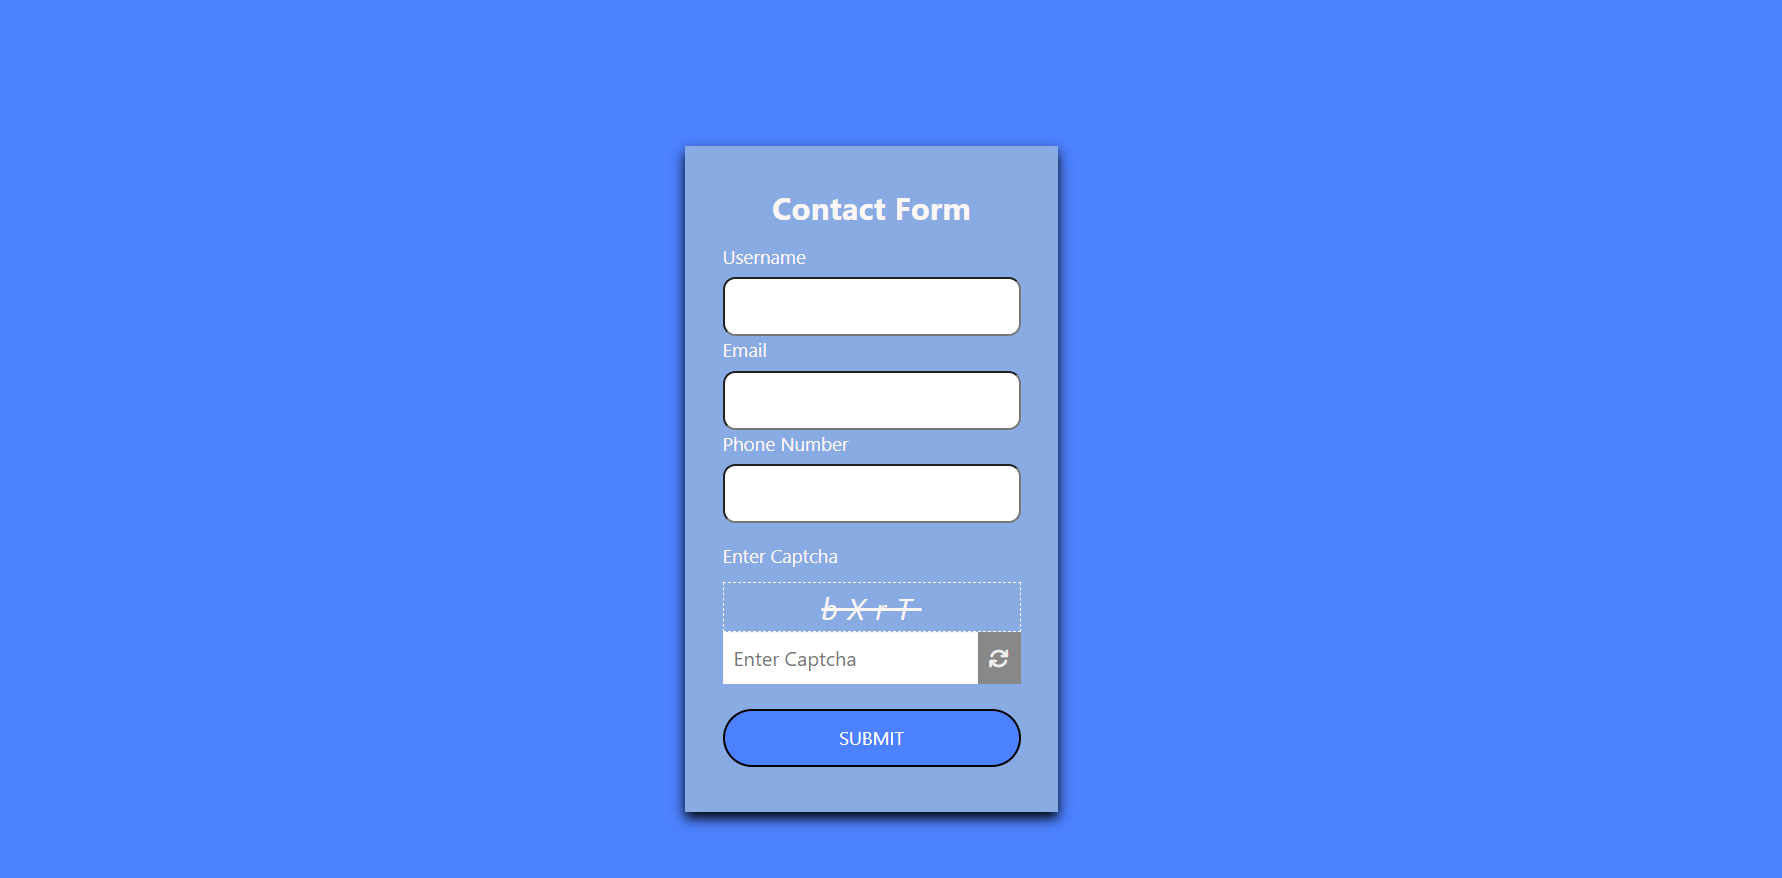 Contact Form
Username
Email
Phone Number
Enter Captcha
b X r T
Enter Captcha
SUBMIT